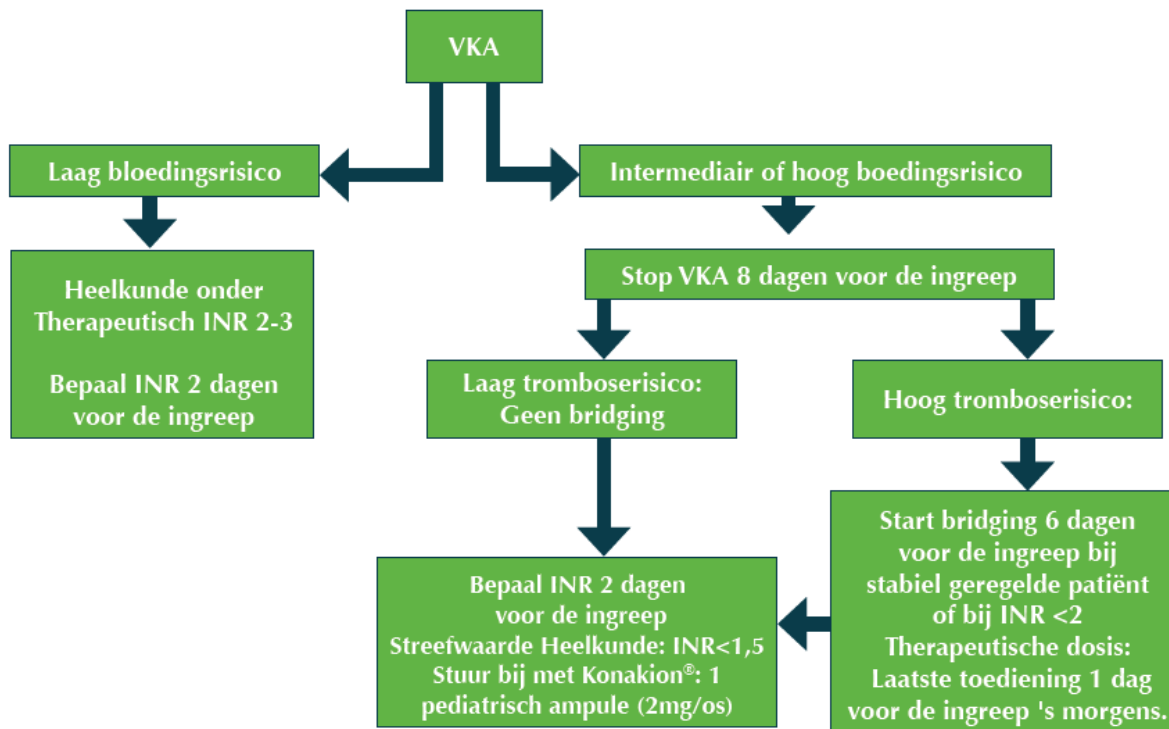 VKA
Laag bloedingsrisico
Intermediair of hoog boedingsrisico
Heelkunde onder
Therapeutisch INR 2-3
Bepaal INR 2 dagen
voor de ingreep
Stop VKA 8 dagen voor de ingreep
Laag tromboserisico:
Geen bridging
Hoog tromboserisico:
Bepaal INR 2 dagen
voor de ingreep
Streefwaarde Heelkunde: INR<1,5
Stuur bij met Konakion®: 1
pediatrisch ampule (2mg/os)
Start bridging 6 dagen
voor de ingreep bij
stabiel geregelde patiënt
of bij INR <2
Therapeutische dosis:
Laatste toediening 1 dag
voor de ingreep 's morgens.